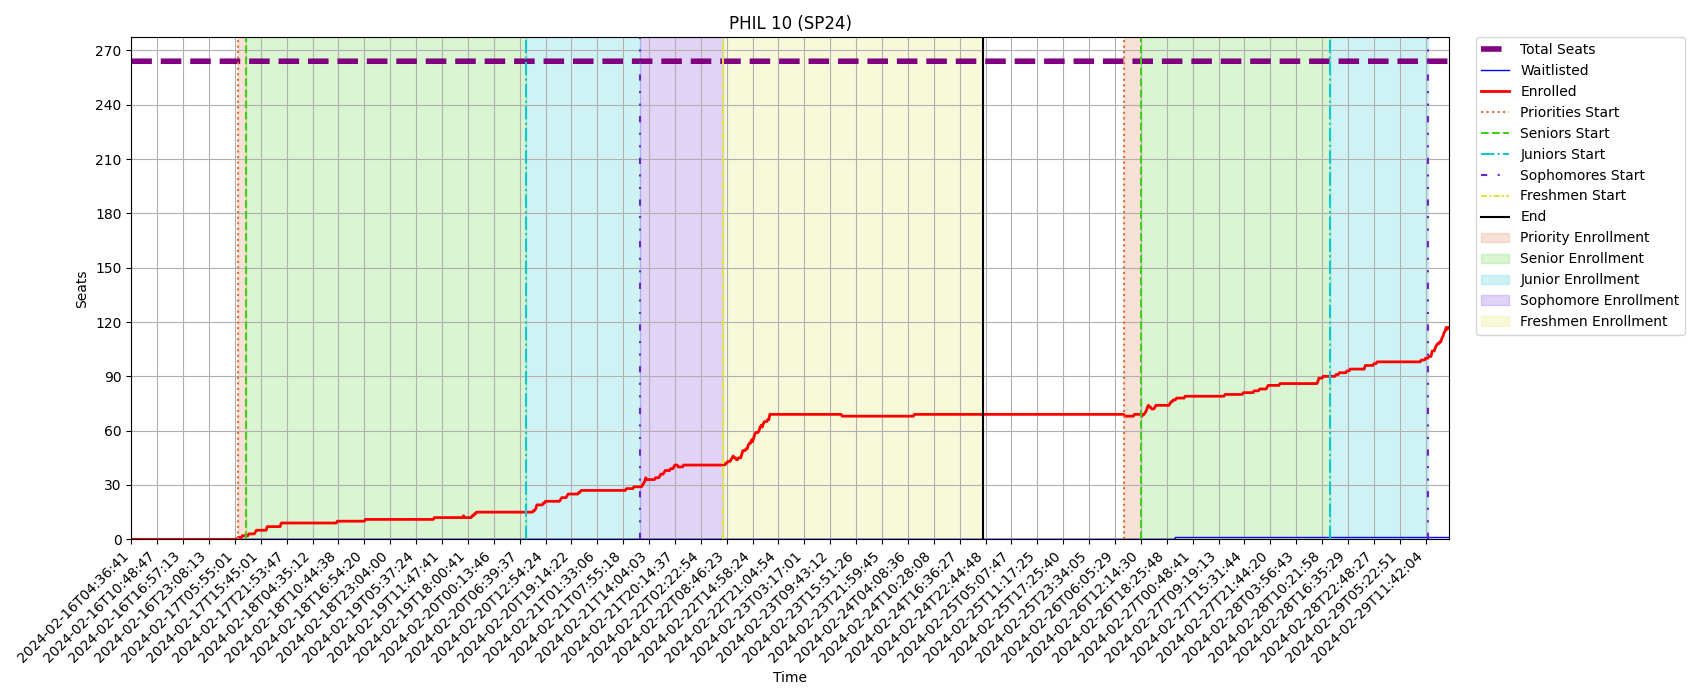 PHIL 10 (SP24)
Seats
270
240
210
180
150
120
90
60
30
0
2024-02-16T04:36:41
2024-02-16T10:48:47
2024-02-16T16:57:13
2024-02-16T23:08:13
2024-02-17T05:55:01
2024-02-17T15:45:01
2024-02-17T21:53:47
2024-02-18T04:35:12
2024-02-18T10:44:38
2024-02-18T16:54:20
2024-02-18T23:04:00
2024-02-19T05:37:24
2024-02-19T11:47:41
2024-02-19T18:00:41
2024-02-20T00:13:46
2024-02-20T06:39:37
2024-02-20T12:54:24
2024-02-20T19:14:22
2024-02-21T01:33:06
2024-02-21T07:55:18
2024-02-21T14:04:03
2024-02-21T20:14:37
2024-02-22T02:22:54
2024-02-22T08:46:23
2024-02-22T14:58:24
2024-02-22T21:04:54
2024-02-23T03:17:01
2024-02-23T09:43:12
2024-02-23T15:51:26
2024-02-23T21:59:45
2024-02-24T04:08:36
2024-02-24T10:28:08
2024-02-24T16:36:27
2024-02-24T22:44:48
2024-02-25T05:07:47
2024-02-25T11:17:25
2024-02-25T17:25:40
2024-02-25T23:34:05
2024-02-26T06:05:29
2024-02-26T12:14:30
2024-02-26T18:25:48
2024-02-27T00:48:41
2024-02-27T09:19:13
2024-02-27T15:31:44
2024-02-27T21:44:20
2024-02-28T03:56:43
2024-02-28T10:21:58
2024-02-28T16:35:29
2024-02-28T22:48:27
2024-02-29T05:22:51
2024-02-29T11:42:04
Time
Total Seats
Waitlisted
Enrolled
Priorities Start
Seniors Start
Juniors Start
Sophomores Start
Freshmen Start
End
Priority Enrollment
Senior Enrollment
Junior Enrollment
Sophomore Enrollment
Freshmen Enrollment